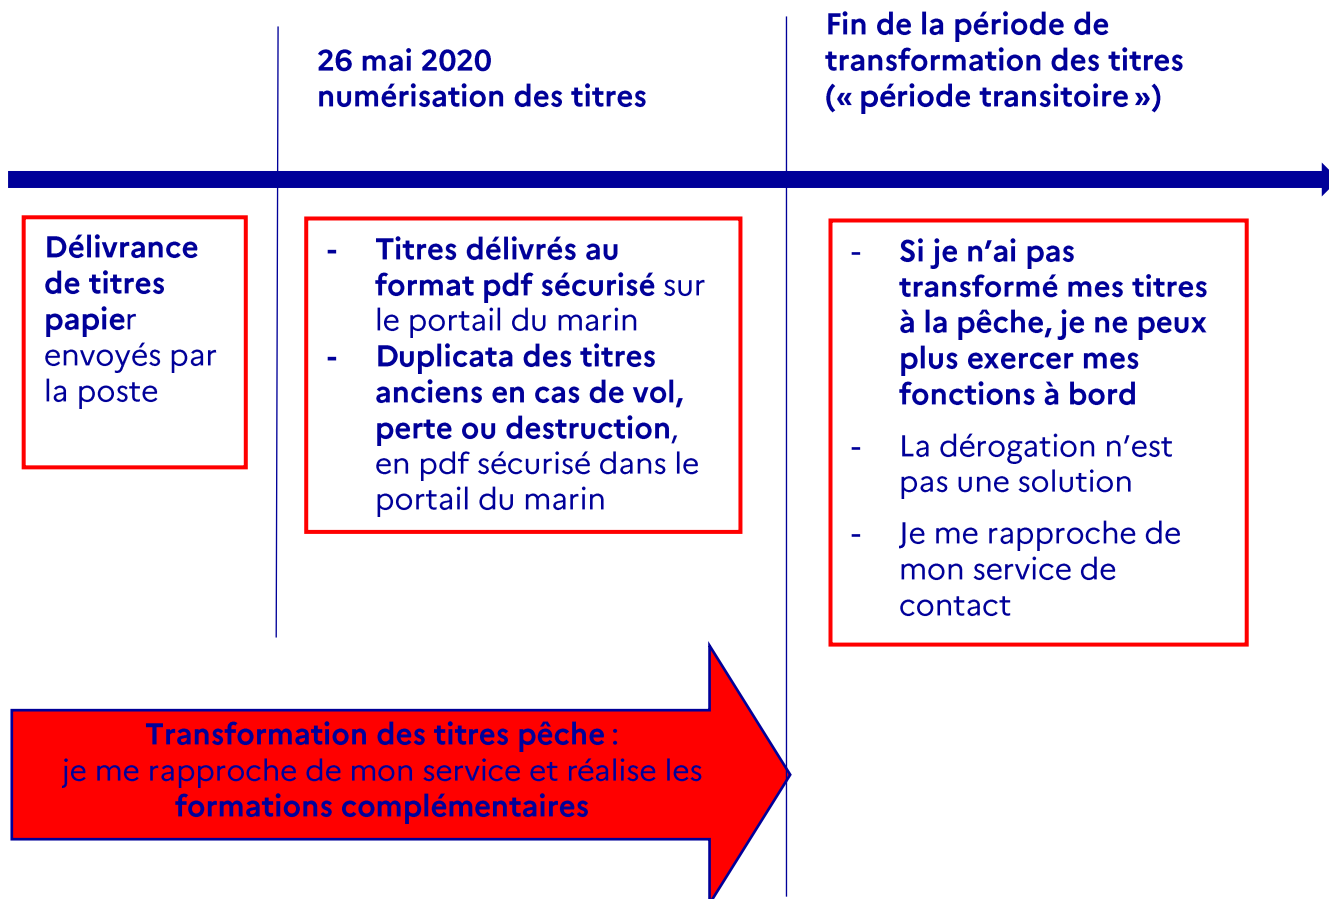 26 mai 2020
numérisation des titres
Fin de la période de
transformation des titres
(« période transitoire »)
Délivrance
de titres
papier
envoyés par
la poste
- Titres délivrés au
format pdf sécurisé sur
le portail du marin
- Duplicata des titres
anciens en cas de vol,
perte ou destruction,
en pdf sécurisé dans le
portail du marin
- Si je n’ai pas
transformé mes titres
à la pêche, je ne peux
plus exercer mes
fonctions à bord
- La dérogation n’est
pas une solution
- Je me rapproche de
mon service de
contact
Transformation des titres pêche :
je me rapproche de mon service et réalise les
formations complémentaires